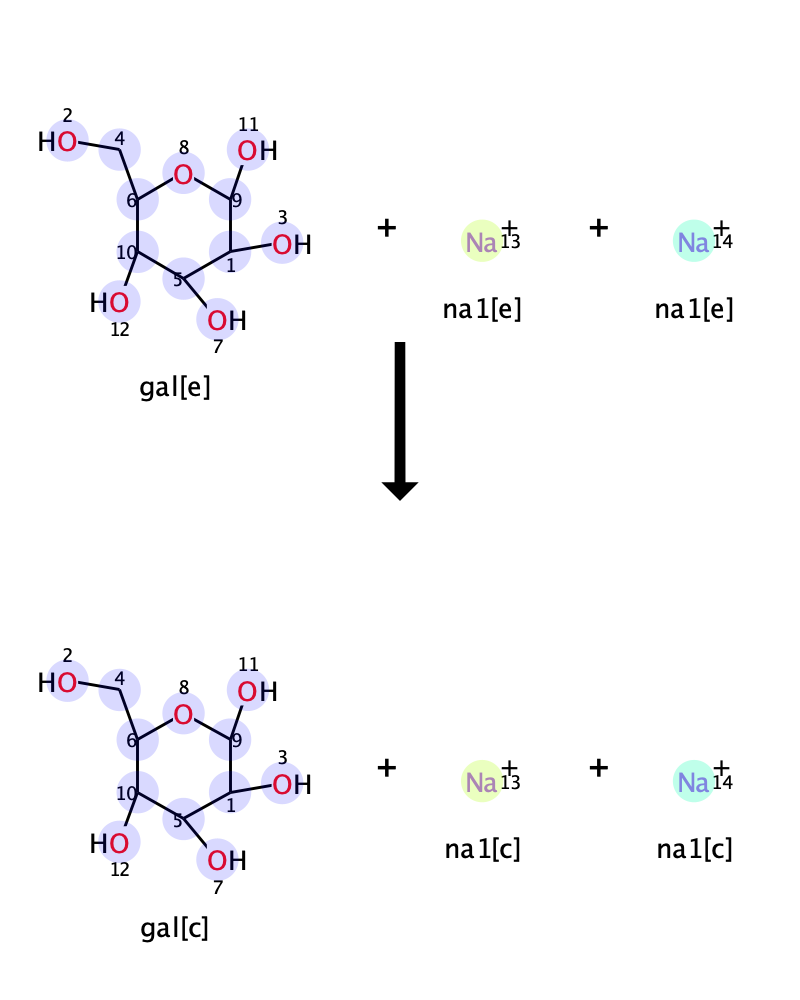 2 4 8 11
HO O OH
6 9 3
OH
10 1
5
HO OH
12 7
+ Na+ 13 + Na+ 14
na1[e] na1[e]
gal[e]
2 4 8 11
HO O OH
6 9 3
OH
10 1
5
HO OH
12 7
+ Na+ 13 + Na+ 14
na1[c] na1[c]
gal[c]